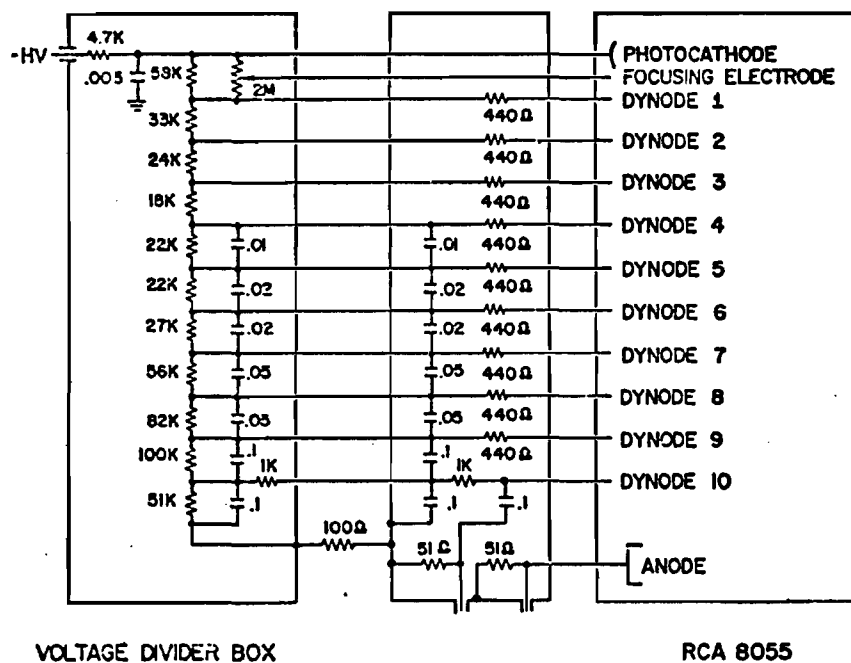 -HV
4.7K
.005
53K
2M
PHOTOCATHODE
FOCUSING ELECTRODE
33K
440Ω
DYNODE 1
24K
440Ω
DYNODE 2
18K
440Ω
DYNODE 3
22K
.01
.01
440Ω
DYNODE 4
22K
.02
.02
440Ω
DYNODE 5
27K
.02
.02
440Ω
DYNODE 6
56K
.05
.05
440Ω
DYNODE 7
82K
.05
.05
440Ω
DYNODE 8
100K
.1
.1
440Ω
DYNODE 9
1K
1K
DYNODE 10
51K
.1
.1
.1
100Ω
51Ω
51Ω
ANODE
VOLTAGE DIVIDER BOX
RCA 8055